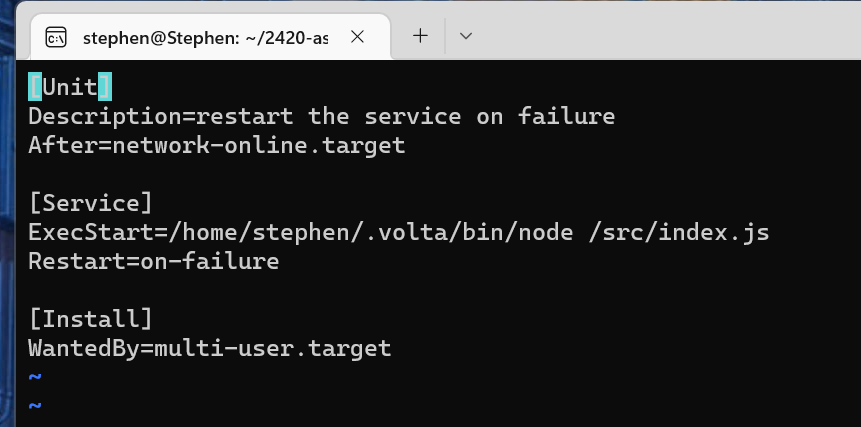 stephen@Stephen: ~/2420-as
[Unit]
Description=restart the service on failure
After=network-online.target
[Service]
ExecStart=/home/stephen/.volta/bin/node /src/index.js
Restart=on-failure
[Install]
WantedBy=multi-user.target
~
~